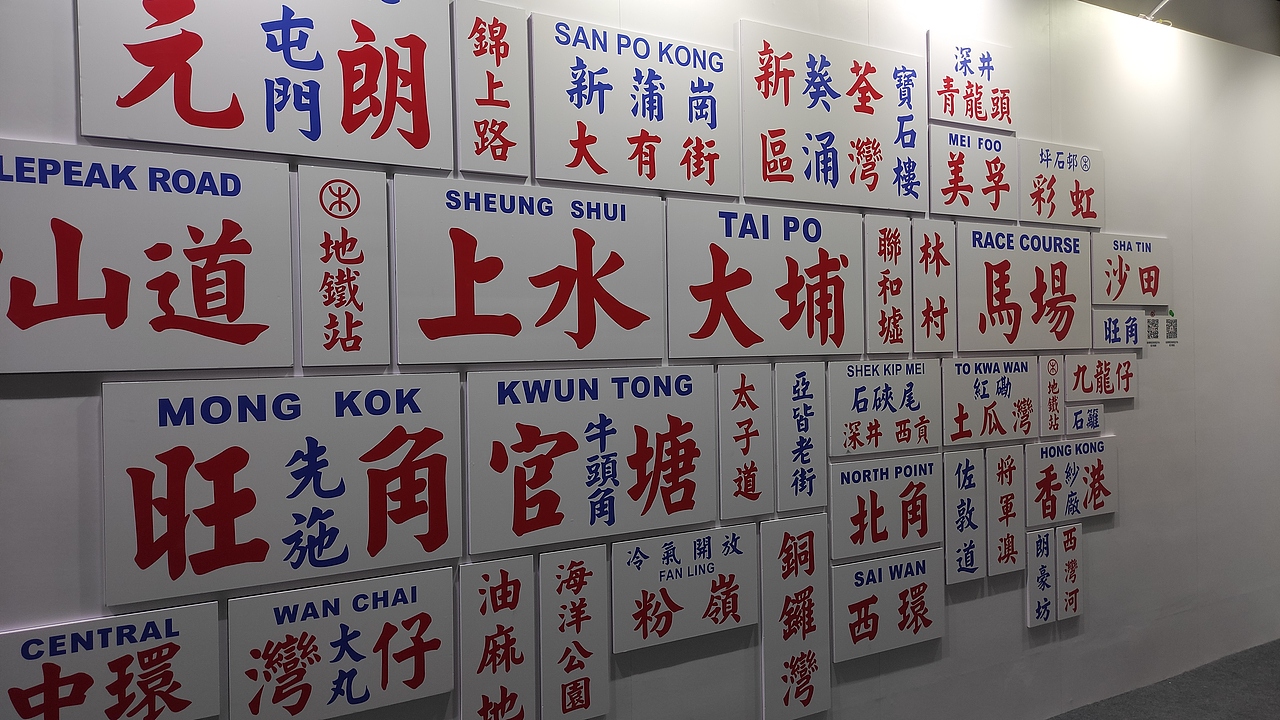 元朗
屯門
錦上路
SAN PO KONG
新蒲崗
大有街
新區
葵涌
荃灣
寶石樓
深井
青龍頭
MEI FOO
美孚
坪石邨
彩虹
LEPEAK ROAD
山道
地鐵站
SHEUNG SHUI
上水
TAI PO
大埔
聯和墟
林村
RACE COURSE
馬場
SHA TIN
沙田
旺角
MONG KOK
旺角
先施
KWUN TONG
官塘
牛頭角
太子道
亞皆老街
SHEK KIP MEI
石硤尾
深井 西貢
TO KWA WAN
紅磡
土瓜灣
地鐵站
九龍仔
石籬
NORTH POINT
北角
佐敦道
將軍澳
HONG KONG
香港
紗廠
朗豪坊
西灣河
CENTRAL
中環
WAN CHAI
灣仔
大丸
油麻地
海洋公園
冷氣開放
FAN LING
粉嶺
銅鑼灣
SAI WAN
西環